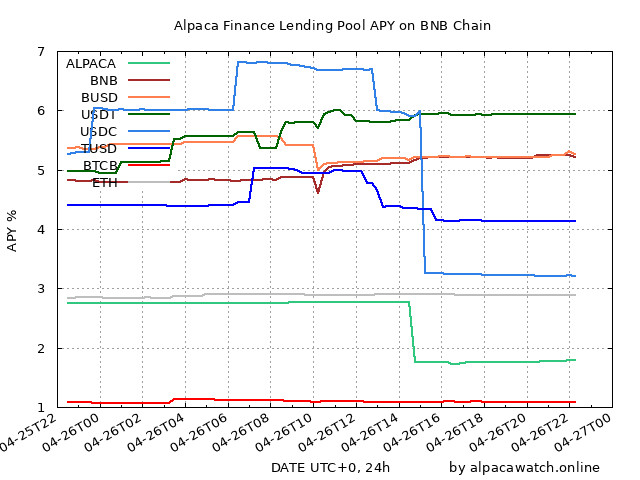 Alpaca Finance Lending Pool APY on BNB Chain
7
6
5
4
3
2
1
APY %
ALPACA
BNB
BUSD
USDT
USDC
TUSD
BTCB
ETH
04-25T22
04-26T00
04-26T02
04-26T04
04-26T06
04-26T08
04-26T10
04-26T12
04-26T14
04-26T16
04-26T18
04-26T20
04-26T22
04-27T00
DATE UTC+0, 24h
by alpacawatch.online